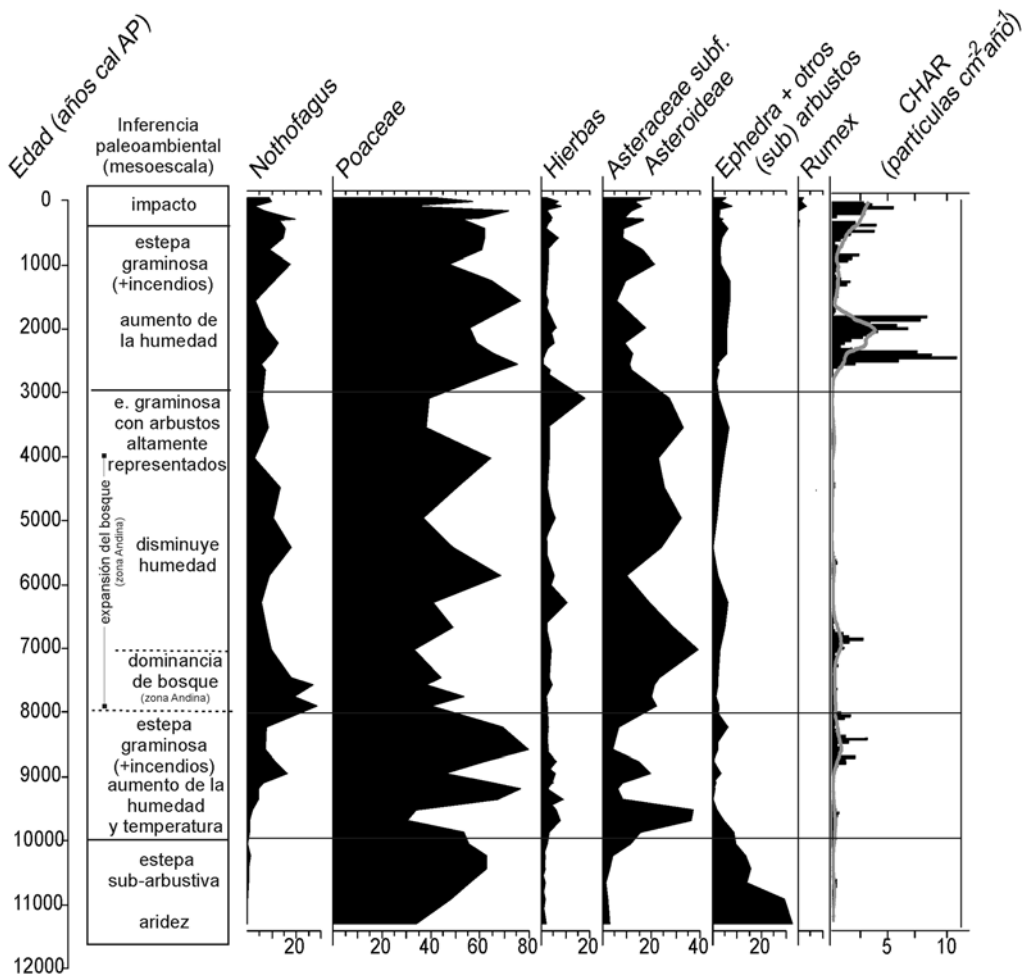 Edad (años cal AP)
Inferencia
paleoambiental
(mesoescala)
Nothofagus
Poaceae
Hierbas
Asteraceae subf.
Asteroideae
Ephedra + otros
(sub) arbustos
Rumex
CHAR
(partículas cm-2 año-1)
0
1000
2000
3000
4000
5000
6000
7000
8000
9000
10000
11000
12000
impacto
estepa
graminosa
(+incendios)
aumento de
la humedad
e. graminosa
con arbustos
altamente
representados
disminuye
humedad
expansión del bosque
(zona Andina)
dominancia
de bosque
(zona Andina)
estepa
graminosa
(+incendios)
aumento de la
humedad
y temperatura
estepa
sub-arbustiva
aridez
20
20 40 60 80
20
20 40
20
5 10